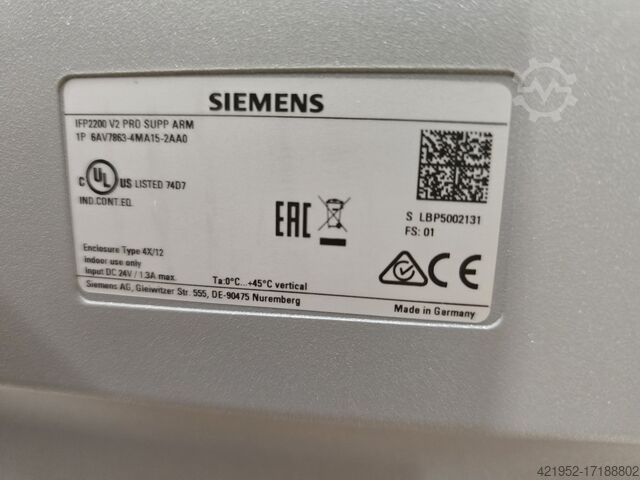 SIEMENS
IFP2200 V2 PRO SUPP ARM
1P 6AV7863-4MA15-2AA0
C UL US LISTED 74D7
IND.CONT.EQ.
EAC
S LBP5002131
FS: 01
CE
Enclosure Type 4X/12
indoor use only
Input DC 24V / 1.3A max.
Ta:0°C...+45°C vertical
Siemens AG, Gleiwitzer Str. 555, DE-90475 Nuremberg
Made in Germany
421952-17188802